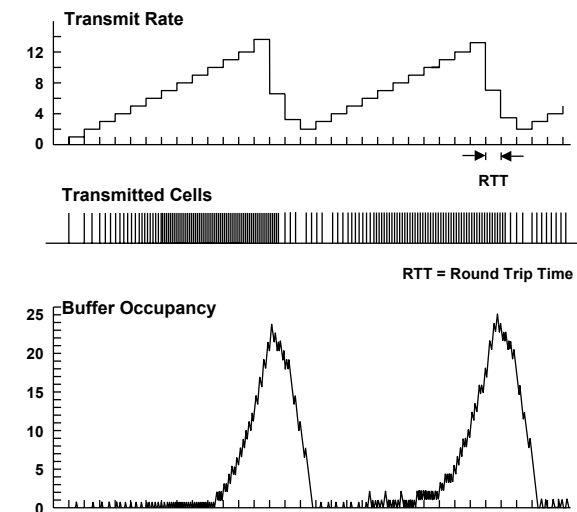 Transmit Rate
12
8
4
0
RTT
Transmitted Cells
RTT = Round Trip Time
Buffer Occupancy
25
20
15
10
5
0